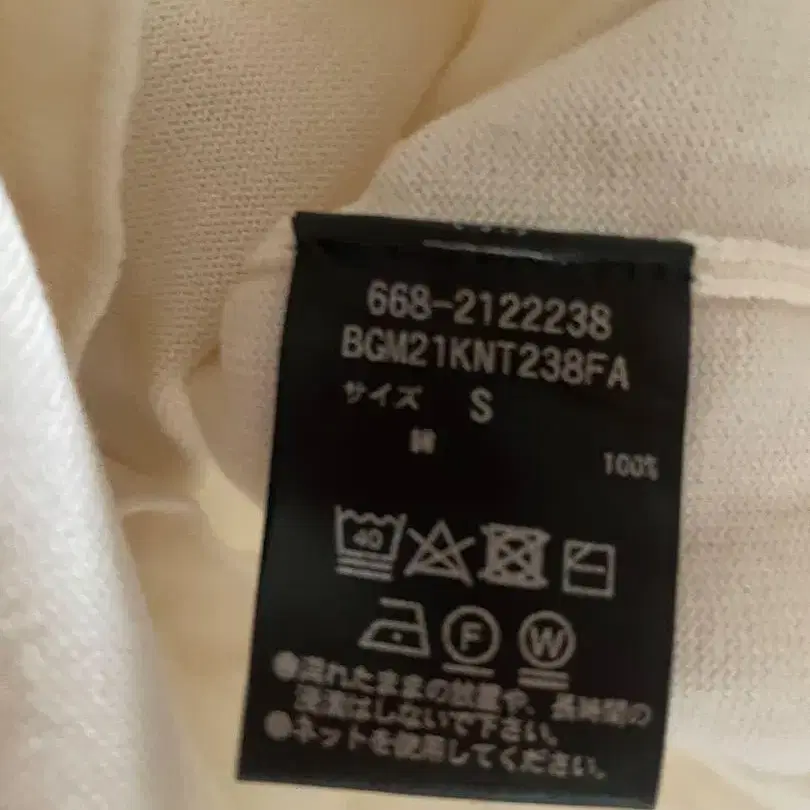 668-2122238
BGM21KNT238FA
サイズ S
綿 100%
40
F W
●濡れたままの放置や、長時間の
浸漬はしないで下さい。
●ネットを使用してください。